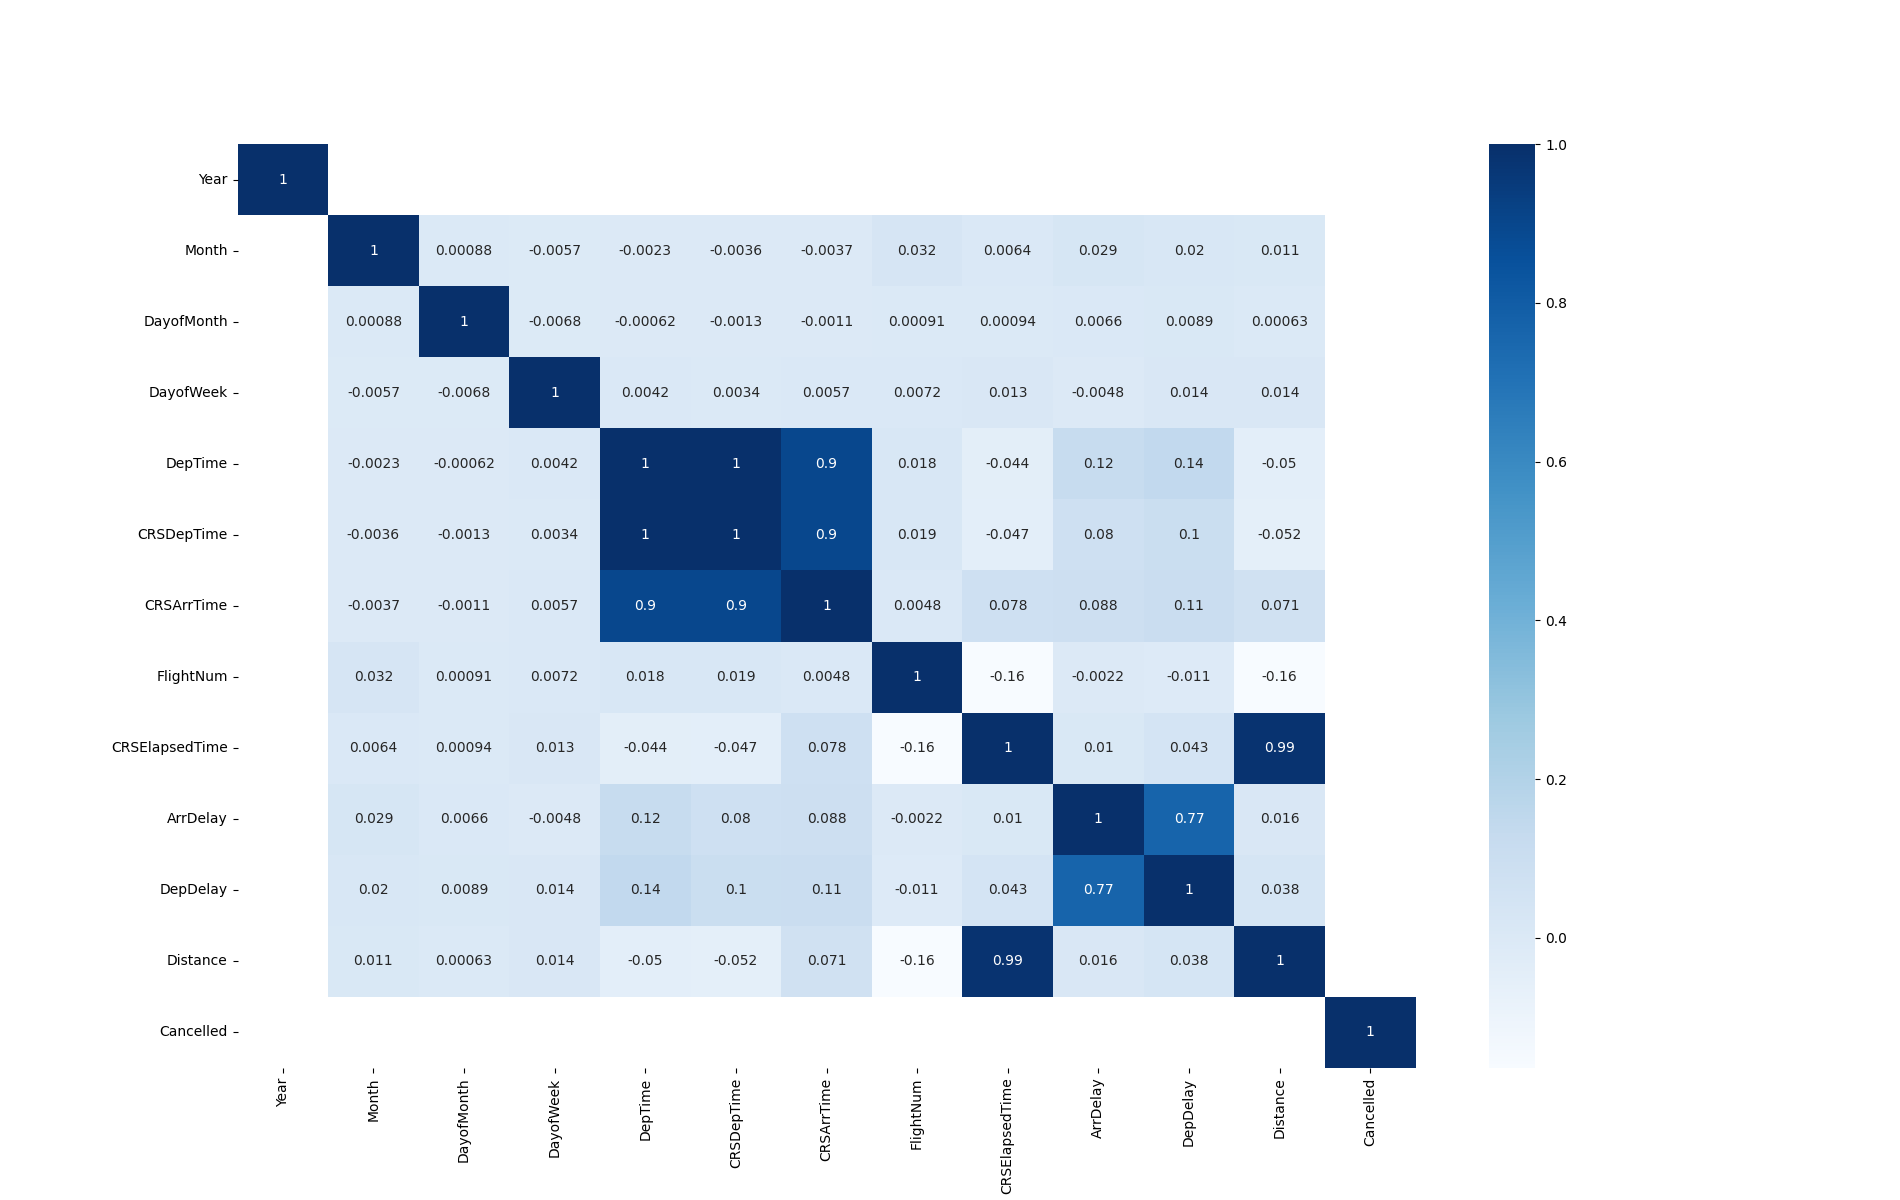 1.0
Year 1
Month 1 0.00088 -0.0057 -0.0023 -0.0036 -0.0037 0.032 0.0064 0.029 0.02 0.011
0.8
DayofMonth 0.00088 1 -0.0068 -0.00062 -0.0013 -0.0011 0.00091 0.00094 0.0066 0.0089 0.00063
DayofWeek -0.0057 -0.0068 1 0.0042 0.0034 0.0057 0.0072 0.013 -0.0048 0.014 0.014
DepTime -0.0023 -0.00062 0.0042 1 1 0.9 0.018 -0.044 0.12 0.14 -0.05
0.6
CRSDepTime -0.0036 -0.0013 0.0034 1 1 0.9 0.019 -0.047 0.08 0.1 -0.052
CRSArrTime -0.0037 -0.0011 0.0057 0.9 0.9 1 0.0048 0.078 0.088 0.11 0.071
0.4
FlightNum 0.032 0.00091 0.0072 0.018 0.019 0.0048 1 -0.16 -0.0022 -0.011 -0.16
CRSElapsedTime 0.0064 0.00094 0.013 -0.044 -0.047 0.078 -0.16 1 0.01 0.043 0.99
0.2
ArrDelay 0.029 0.0066 -0.0048 0.12 0.08 0.088 -0.0022 0.01 1 0.77 0.016
DepDelay 0.02 0.0089 0.014 0.14 0.1 0.11 -0.011 0.043 0.77 1 0.038
0.0
Distance 0.011 0.00063 0.014 -0.05 -0.052 0.071 -0.16 0.99 0.016 0.038 1
Cancelled 1
Year
Month
DayofMonth
DayofWeek
DepTime
CRSDepTime
CRSArrTime
FlightNum
CRSElapsedTime
ArrDelay
DepDelay
Distance
Cancelled